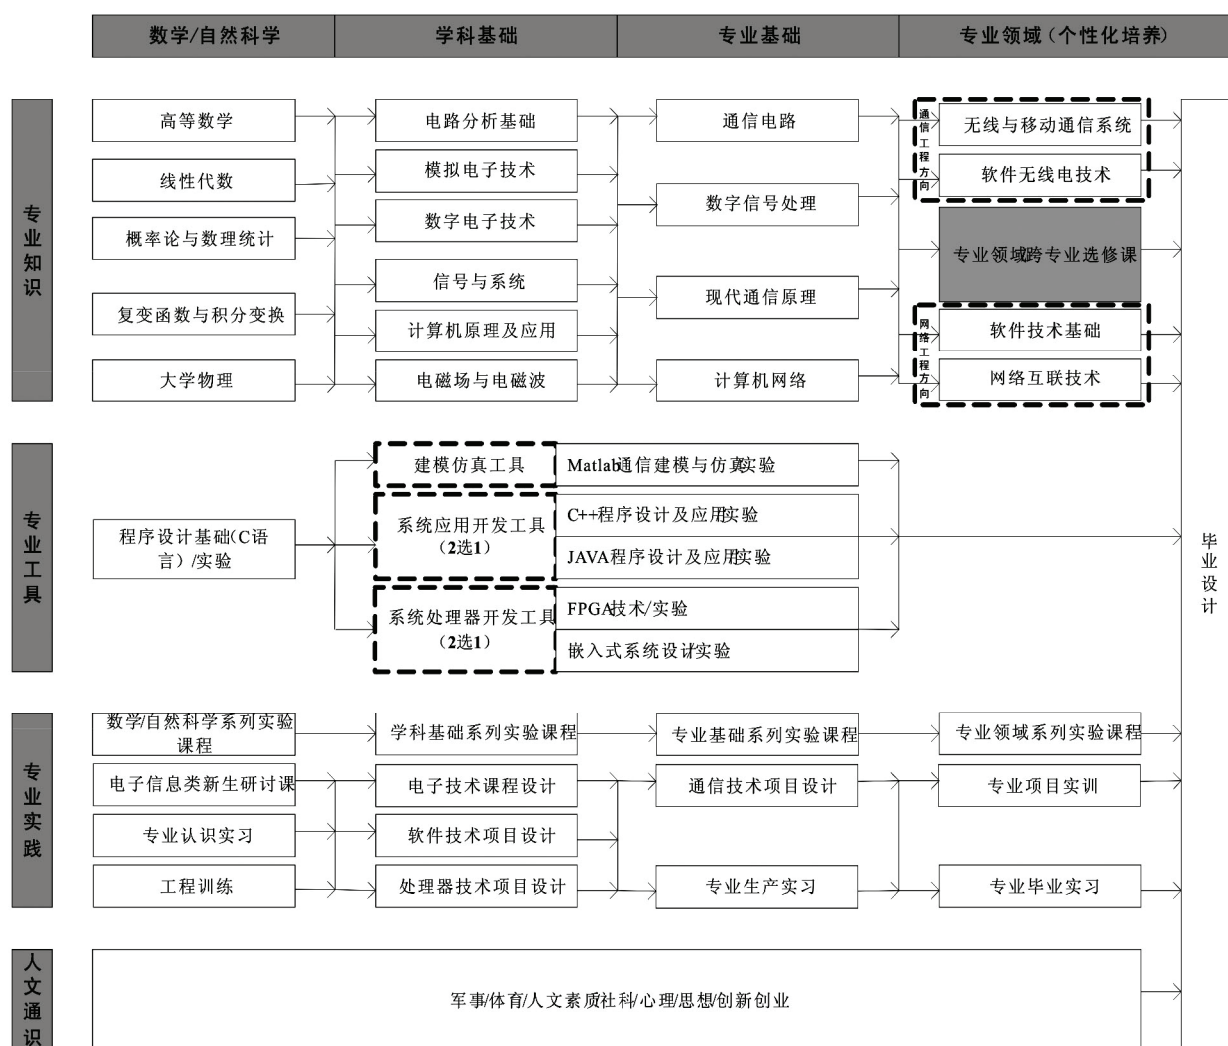 数学/自然科学
学科基础
专业基础
专业领域(个性化培养)
专业知识
高等数学
线性代数
概率论与数理统计
复变函数与积分变换
大学物理
电路分析基础
模拟电子技术
数字电子技术
信号与系统
计算机原理及应用
电磁场与电磁波
通信电路
数字信号处理
现代通信原理
计算机网络
通信工程方向
无线与移动通信系统
软件无线电技术
专业领域跨专业选修课
网络工程方向
软件技术基础
网络互联技术
专业工具
程序设计基础(C语
言)/实验
建模仿真工具
Matlab通信建模与仿真/实验
系统应用开发工具
(2选1)
C++程序设计及应用/实验
JAVA程序设计及应用/实验
系统处理器开发工具
(2选1)
FPGA技术/实验
嵌入式系统设计/实验
毕业设计
专业实践
数学/自然科学系列实验
课程
学科基础系列实验课程
专业基础系列实验课程
专业领域系列实验课程
电子信息类新生研讨课
电子技术课程设计
通信技术项目设计
专业项目实训
专业认识实习
软件技术项目设计
工程训练
处理器技术项目设计
专业生产实习
专业毕业实习
人文通识
军事/体育/人文素质/社科/心理/思想/创新创业